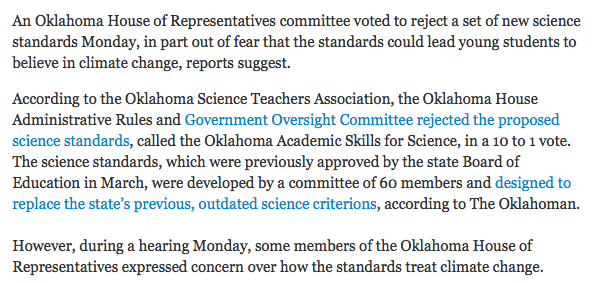 An Oklahoma House of Representatives committee voted to reject a set of new science
standards Monday, in part out of fear that the standards could lead young students to
believe in climate change, reports suggest.
According to the Oklahoma Science Teachers Association, the Oklahoma House
Administrative Rules and Government Oversight Committee rejected the proposed
science standards, called the Oklahoma Academic Skills for Science, in a 10 to 1 vote.
The science standards, which were previously approved by the state Board of
Education in March, were developed by a committee of 60 members and designed to
replace the state's previous, outdated science criterions, according to The Oklahoman.
However, during a hearing Monday, some members of the Oklahoma House of
Representatives expressed concern over how the standards treat climate change.